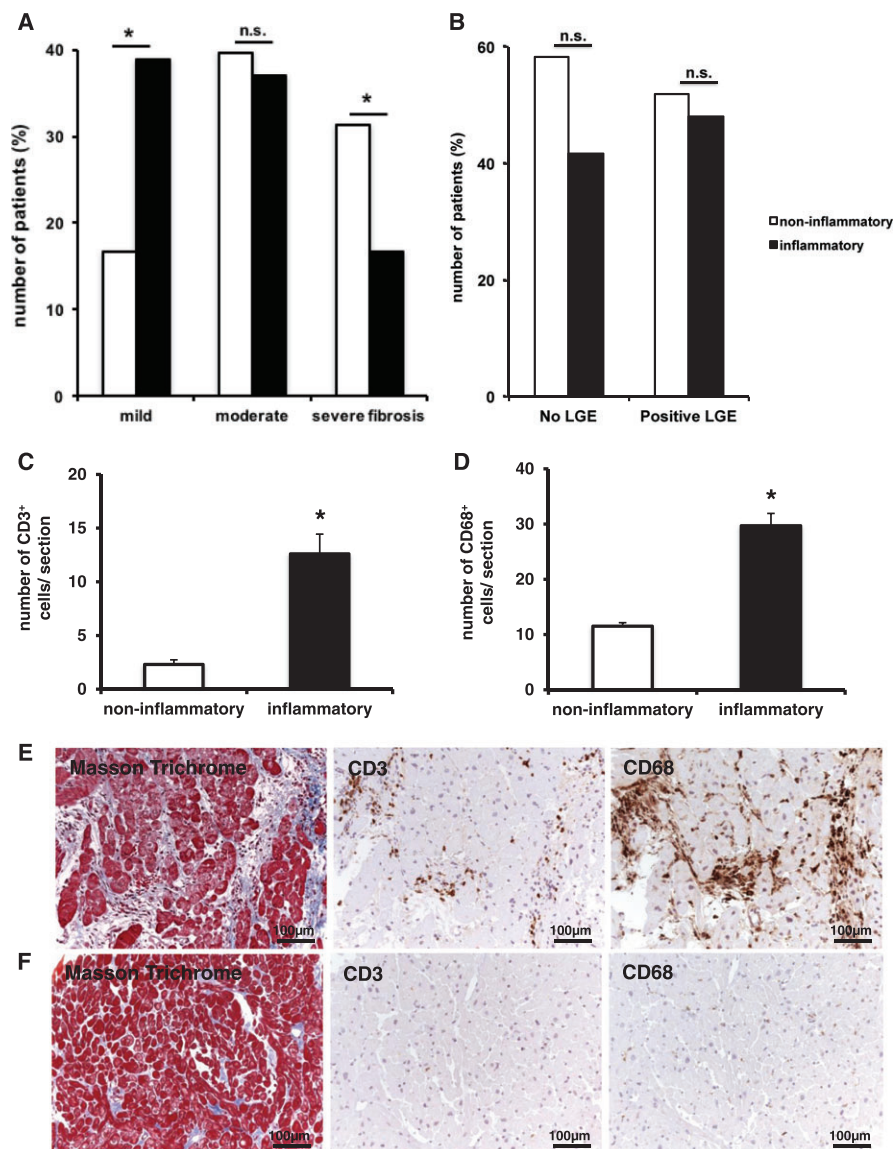 A
number of patients (%)
40
30
20
10
0
*
n.s.
*
mild
moderate
severe fibrosis
B
number of patients (%)
60
40
20
0
n.s.
n.s.
No LGE
Positive LGE
non-inflammatory
inflammatory
C
number of CD3+
cells/ section
20
15
10
5
0
*
non-inflammatory
inflammatory
D
number of CD68+
cells/ section
40
30
20
10
0
*
non-inflammatory
inflammatory
E
Masson Trichrome
100µm
CD3
100µm
CD68
100µm
F
Masson Trichrome
100µm
CD3
100µm
CD68
100µm